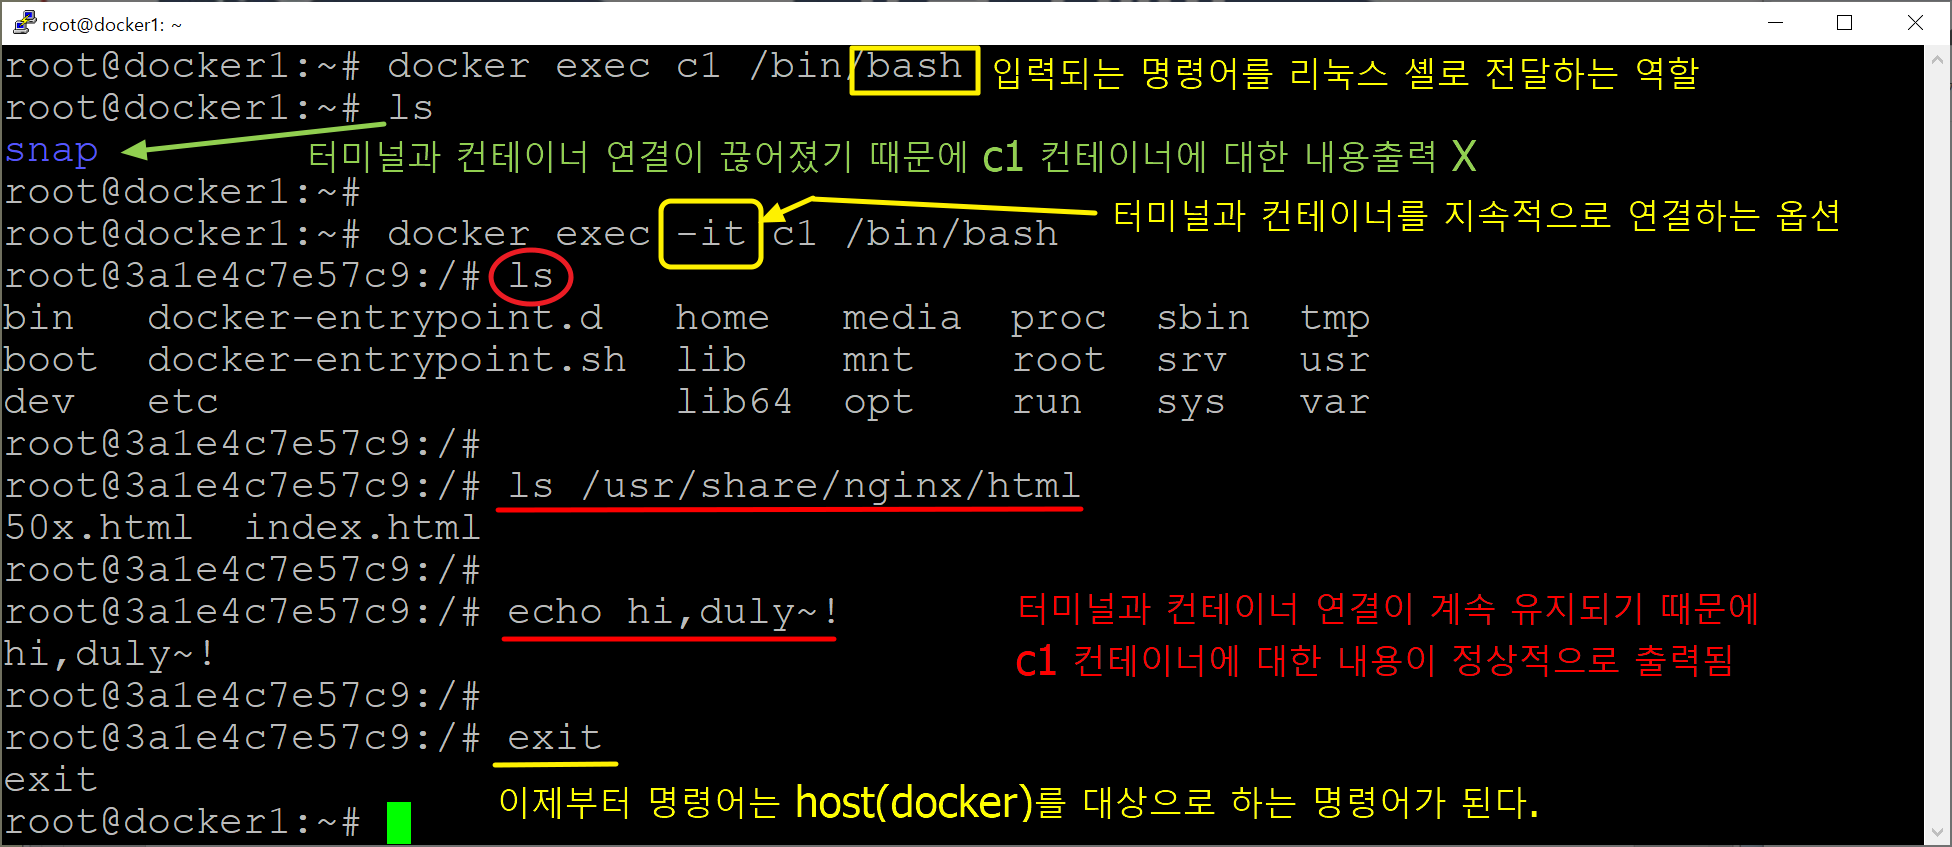 root@docker1: ~
root@docker1:~# docker exec c1 /bin/bash 입력되는 명령어를 리눅스 셸로 전달하는 역할
root@docker1:~# ls
snap 터미널과 컨테이너 연결이 끊어졌기 때문에 c1 컨테이너에 대한 내용출력 X
root@docker1:~#
터미널과 컨테이너를 지속적으로 연결하는 옵션
root@docker1:~# docker exec -it c1 /bin/bash
root@3a1e4c7e57c9:/# ls
bin docker-entrypoint.d home media proc sbin tmp
boot docker-entrypoint.sh lib mnt root srv usr
dev etc lib64 opt run sys var
root@3a1e4c7e57c9:/#
root@3a1e4c7e57c9:/# ls /usr/share/nginx/html
50x.html index.html
root@3a1e4c7e57c9:/#
root@3a1e4c7e57c9:/# echo hi,duly~!
터미널과 컨테이너 연결이 계속 유지되기 때문에
c1 컨테이너에 대한 내용이 정상적으로 출력됨
hi,duly~!
root@3a1e4c7e57c9:/#
root@3a1e4c7e57c9:/# exit
exit
이제부터 명령어는 host(docker)를 대상으로 하는 명령어가 된다.
root@docker1:~#